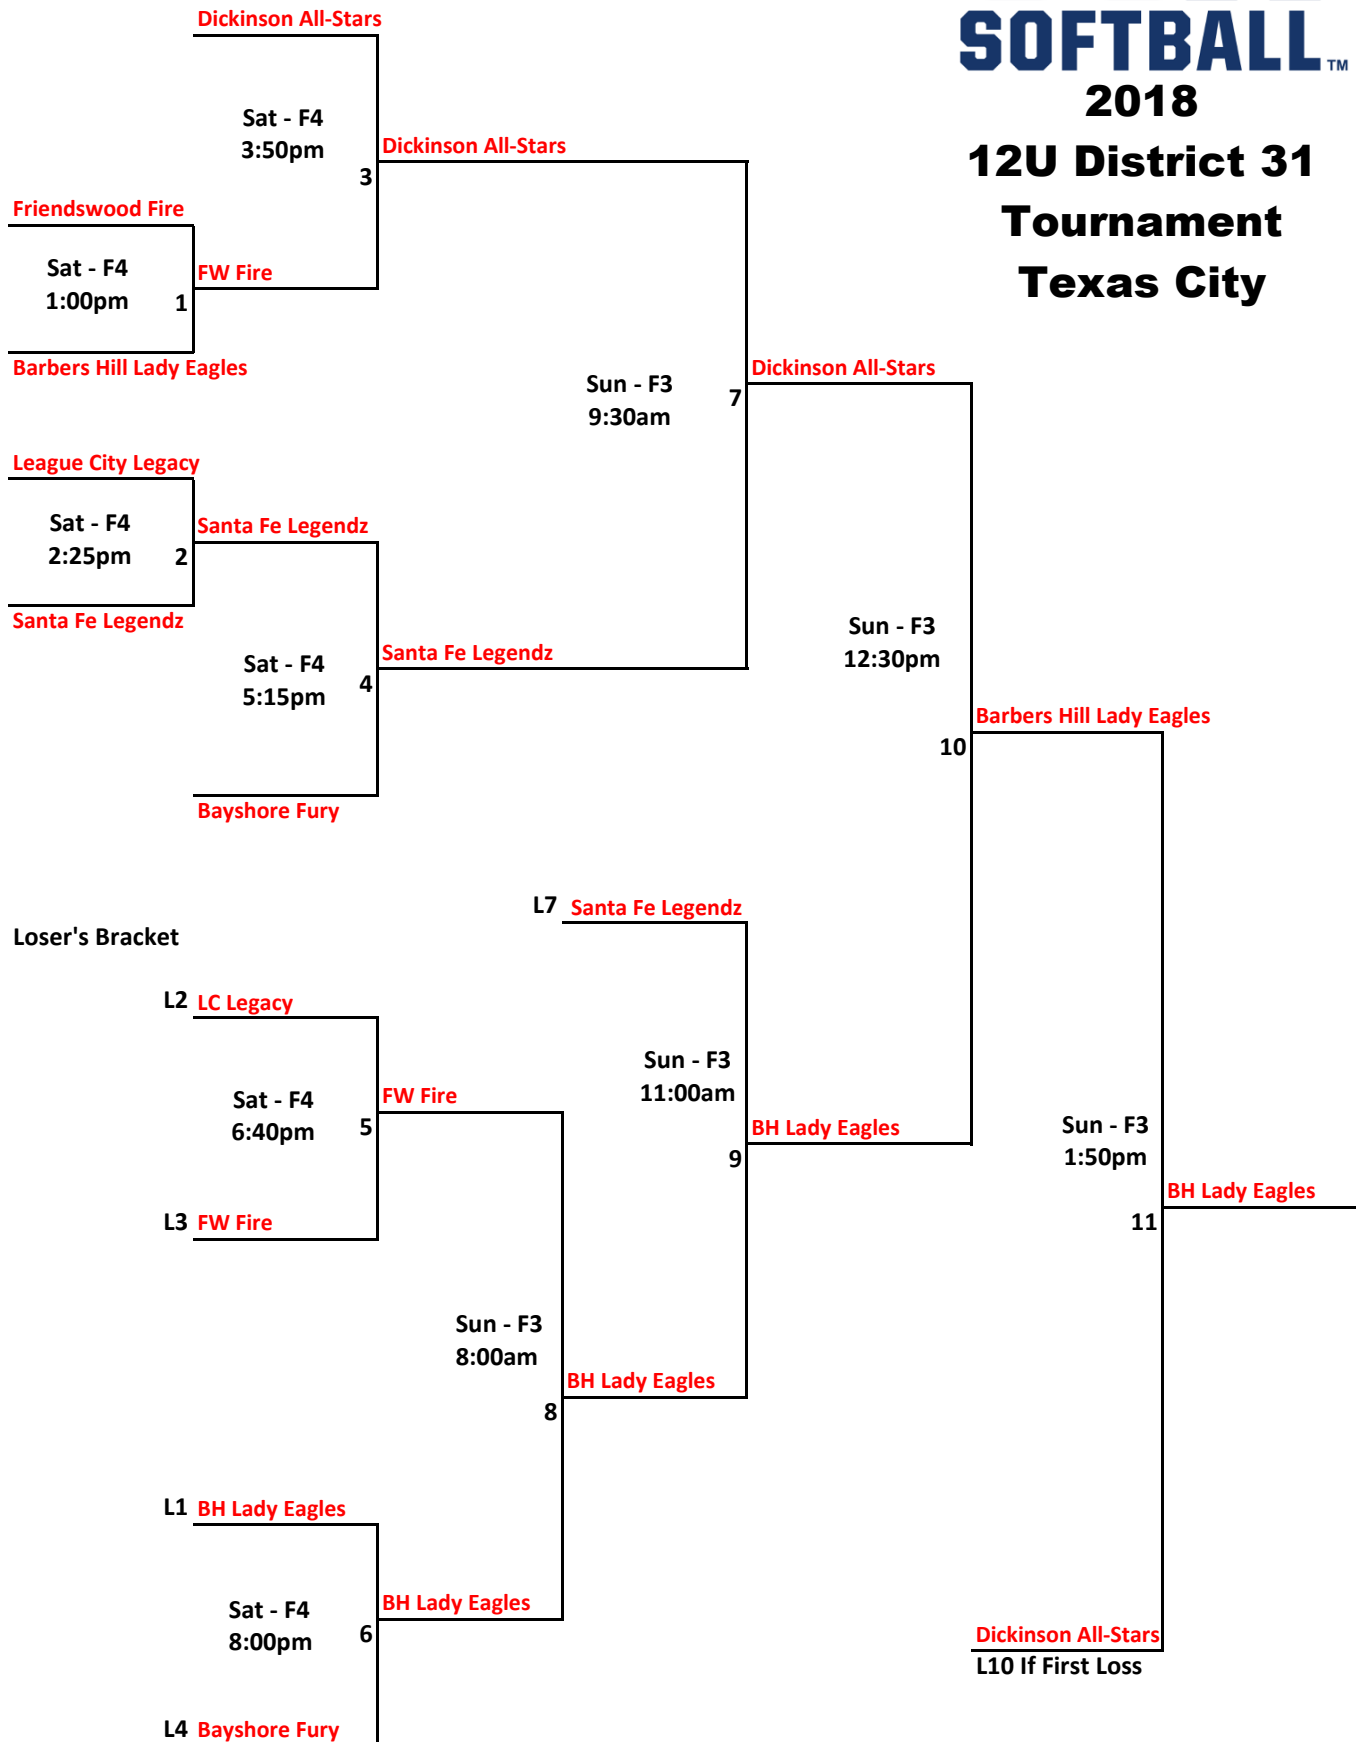 SOFTBALL™
2018
12U District 31
Tournament
Texas City
Dickinson All-Stars
Sat - F4
3:50pm
3
Dickinson All-Stars
Friendswood Fire
Sat - F4
1:00pm
1
FW Fire
Barbers Hill Lady Eagles
Sun - F3
9:30am
7
Dickinson All-Stars
League City Legacy
Sat - F4
2:25pm
2
Santa Fe Legendz
Santa Fe Legendz
Sat - F4
5:15pm
4
Santa Fe Legendz
Bayshore Fury
Sun - F3
12:30pm
10
Barbers Hill Lady Eagles
Loser's Bracket
L7 Santa Fe Legendz
L2 LC Legacy
Sat - F4
6:40pm
5
FW Fire
L3 FW Fire
Sun - F3
11:00am
9
BH Lady Eagles
Sun - F3
8:00am
8
BH Lady Eagles
L1 BH Lady Eagles
Sat - F4
8:00pm
6
BH Lady Eagles
L4 Bayshore Fury
Sun - F3
1:50pm
11
BH Lady Eagles
Dickinson All-Stars
L10 If First Loss